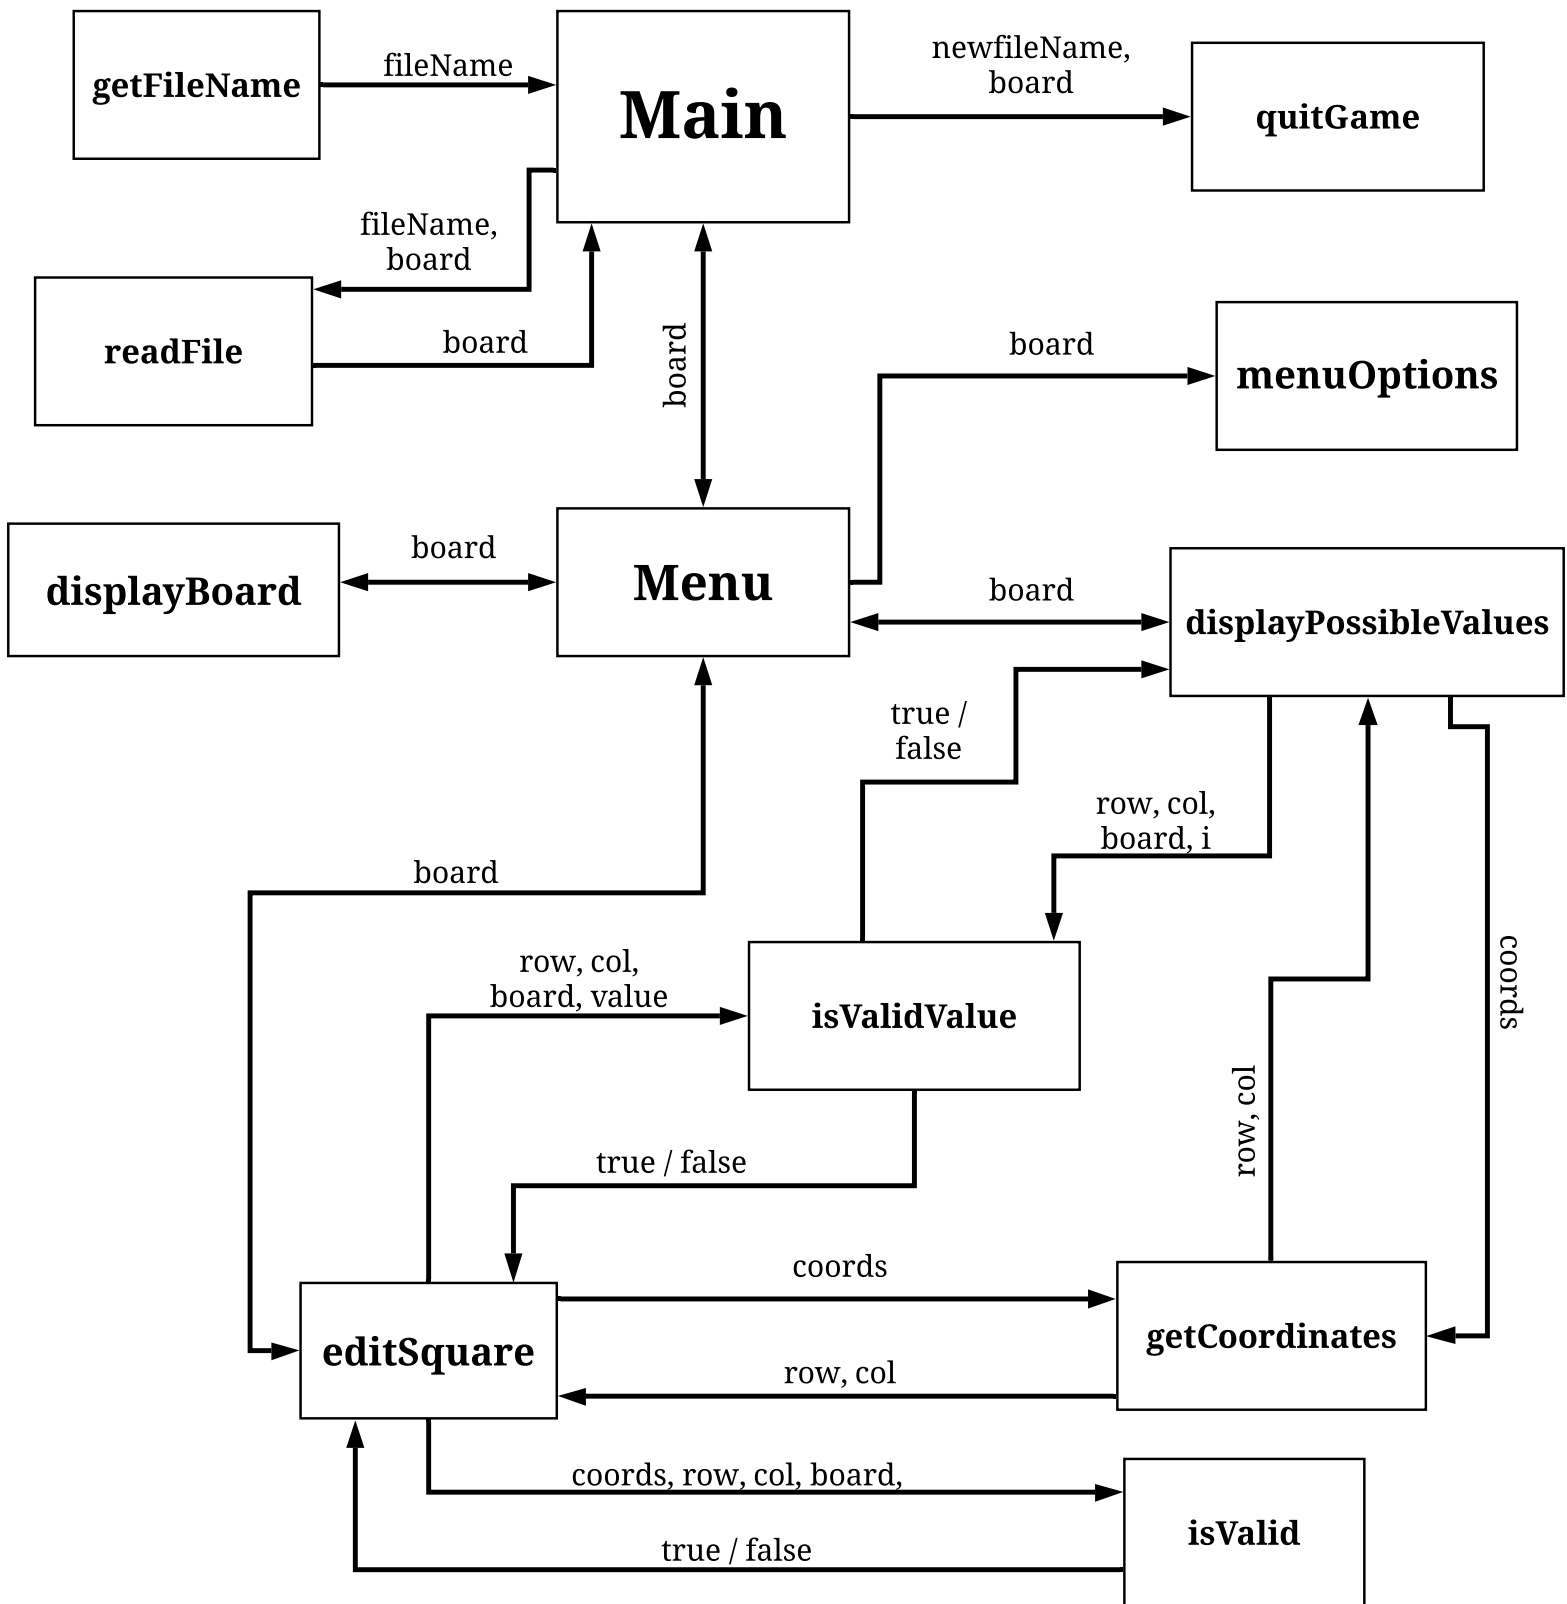 getFileName
fileName
Main
newfileName,
board
quitGame
fileName,
board
readFile
board
board
board
menuOptions
displayBoard
board
Menu
board
displayPossibleValues
true /
false
row, col,
board, i
board
row, col,
board, value
isValidValue
coords
row, col
true / false
coords
editSquare
getCoordinates
row, col
coords, row, col, board,
isValid
true / false